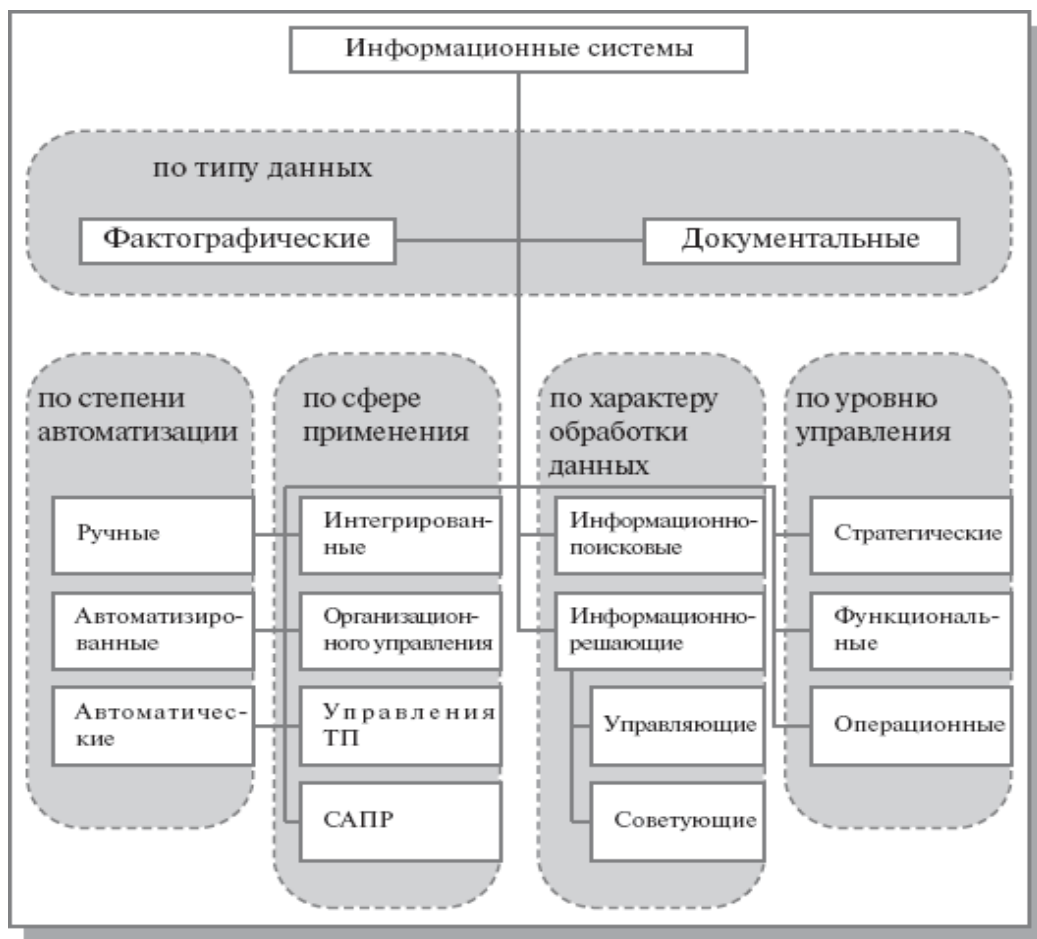 Информационные системы
по типу данных
Фактографические
Документальные
по степени
автоматизации
Ручные
Автоматизиро-
ванные
Автоматичес-
кие
по сфере
применения
Интегрирован-
ные
Организацион-
ного управления
Управления
ТП
САПР
по характеру
обработки
данных
Информационно-
поисковые
Информационно-
решающие
Управляющие
Советующие
по уровню
управления
Стратегические
Функциональ-
ные
Операционные